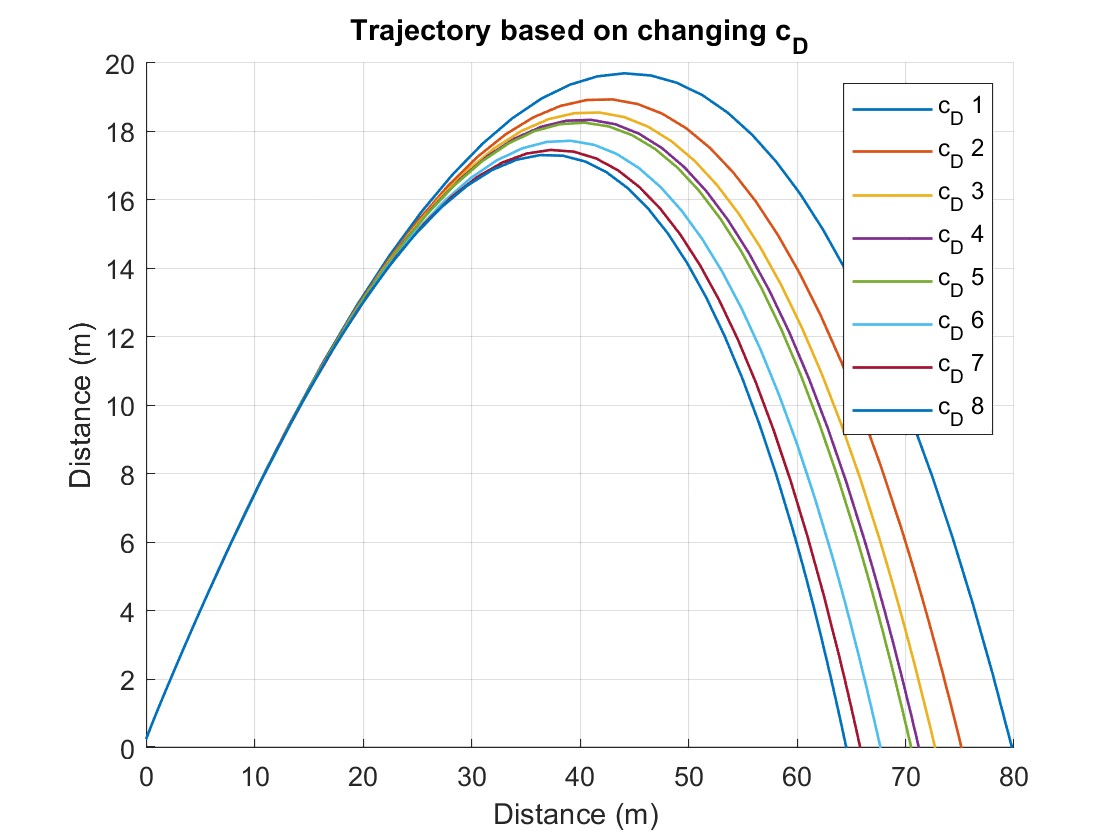 Trajectory based on changing c_D
20
18
16
14
12
10
8
6
4
2
0
Distance (m)
c_D 1
c_D 2
c_D 3
c_D 4
c_D 5
c_D 6
c_D 7
c_D 8
0 10 20 30 40 50 60 70 80
Distance (m)